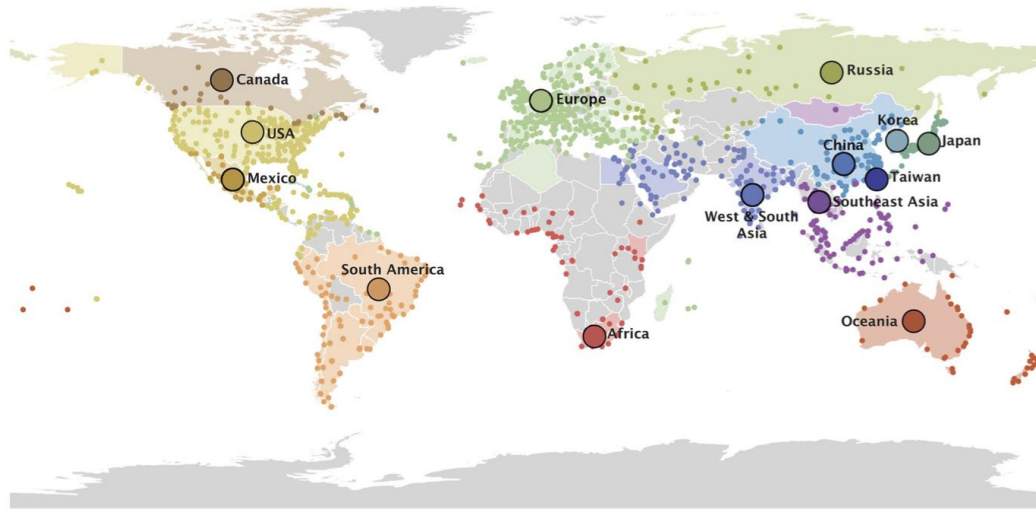 Canada
Russia
Europe
Korea
USA
China
Japan
Mexico
Taiwan
Southeast Asia
West & South
Asia
South America
Oceania
Africa